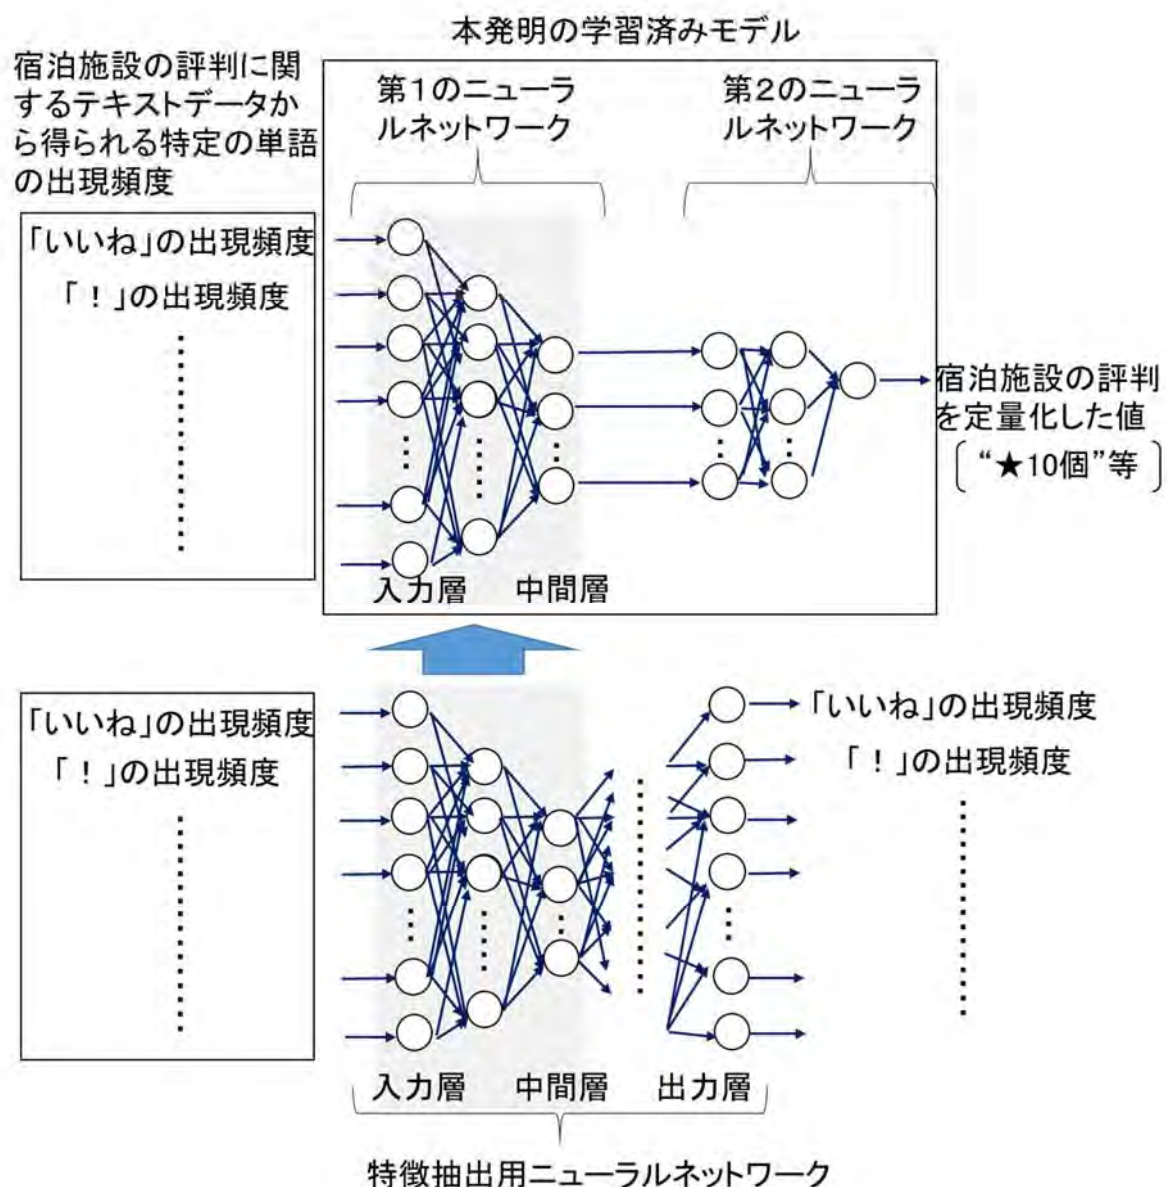 本発明の学習済みモデル
宿泊施設の評判に関
するテキストデータか
ら得られる特定の単語
の出現頻度
第1のニューラ
ルネットワーク
第2のニューラ
ルネットワーク
「いいね」の出現頻度
「！」の出現頻度
宿泊施設の評判
を定量化した値
“★10個”等
入力層
中間層
「いいね」の出現頻度
「！」の出現頻度
「いいね」の出現頻度
「！」の出現頻度
入力層
中間層
出力層
特徴抽出用ニューラルネットワーク